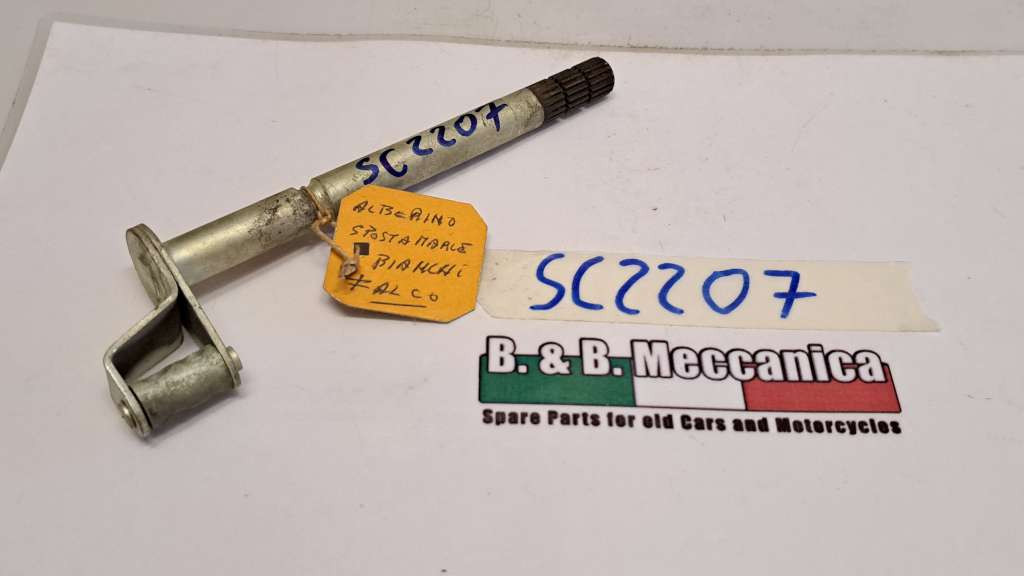 SC2207
ALBERINO
SPOSTAMARCE
BIANCHI
FALCO
SC2207
B. & B. Meccanica
Spare Parts for old Cars and Motorcycles